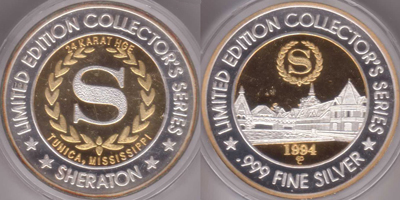 LIMITED EDITION COLLECTOR'S SERIES
24 KARAT HGE
S
TUNICA, MISSISSIPPI
SHERATON
LIMITED EDITION COLLECTOR'S SERIES
S
1994
.999 FINE SILVER